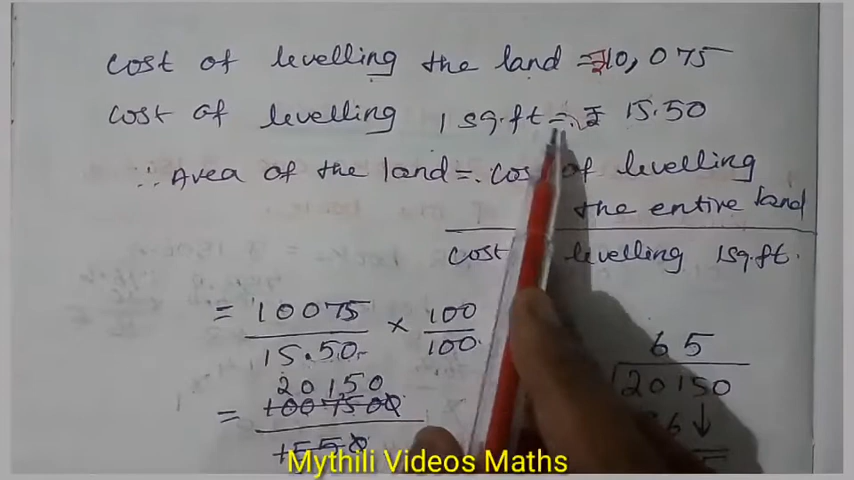 cost of levelling the land = ₹10,075
cost of levelling 1 sq.ft = ₹ 15.50
∴ Area of the land = cost of levelling
the entire land
cost levelling 1sq.ft.
= 10075 / 15.50 × 100 / 100
20150
= 1007500
1550
65
20150
Mythili Videos Maths